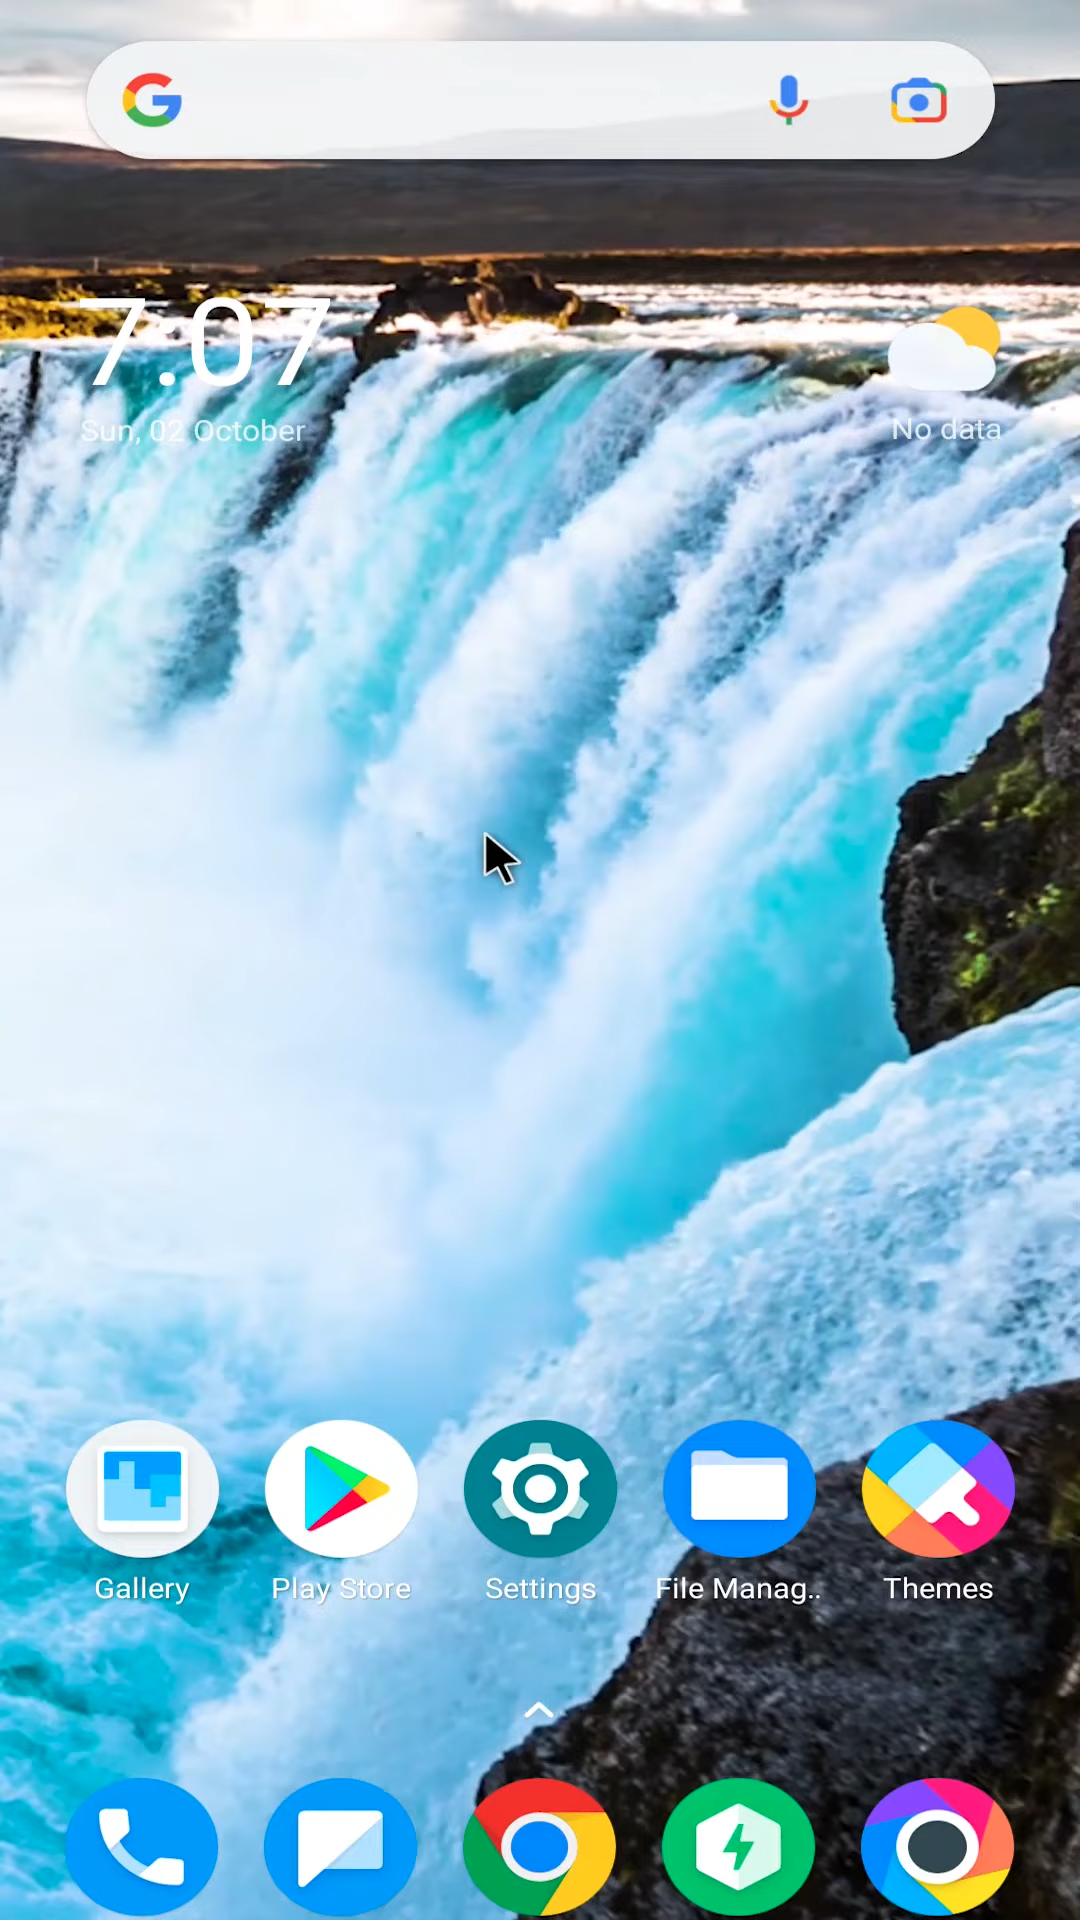 7:07
Sun, 02 October
No data
Gallery
Play Store
Settings
File Manag..
Themes